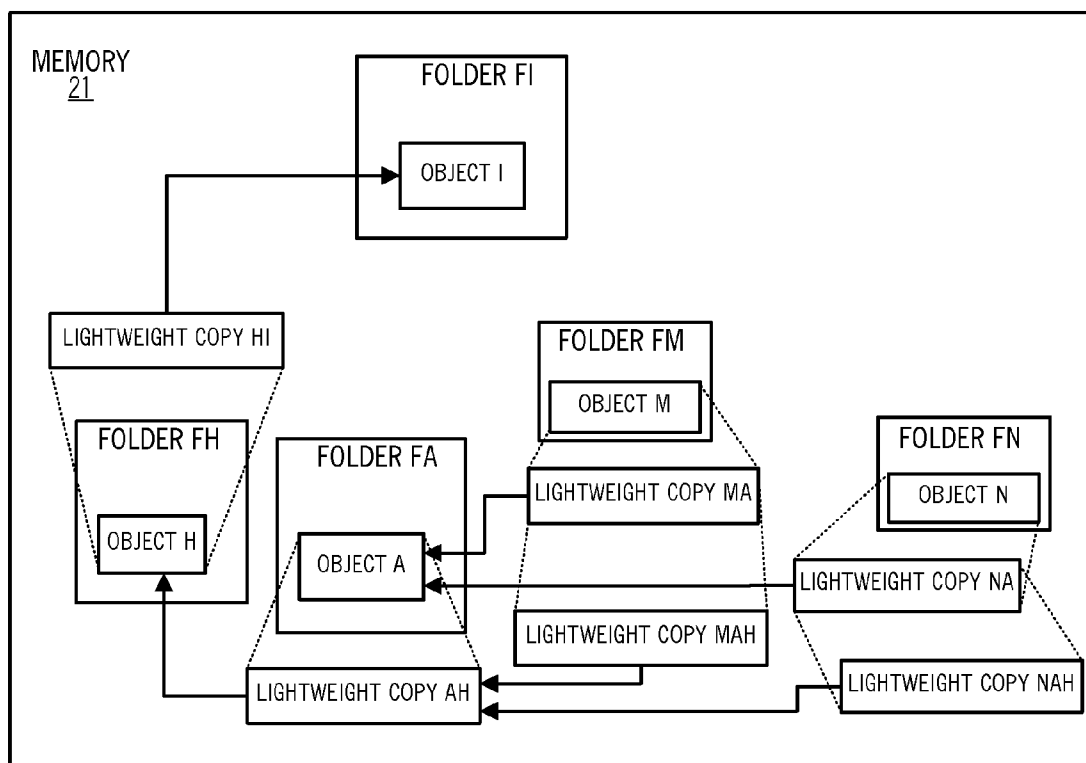 MEMORY
21
FOLDER FI
OBJECT I
LIGHTWEIGHT COPY HI
FOLDER FM
OBJECT M
FOLDER FH
OBJECT H
FOLDER FA
OBJECT A
LIGHTWEIGHT COPY MA
FOLDER FN
OBJECT N
LIGHTWEIGHT COPY NA
LIGHTWEIGHT COPY MAH
LIGHTWEIGHT COPY AH
LIGHTWEIGHT COPY NAH